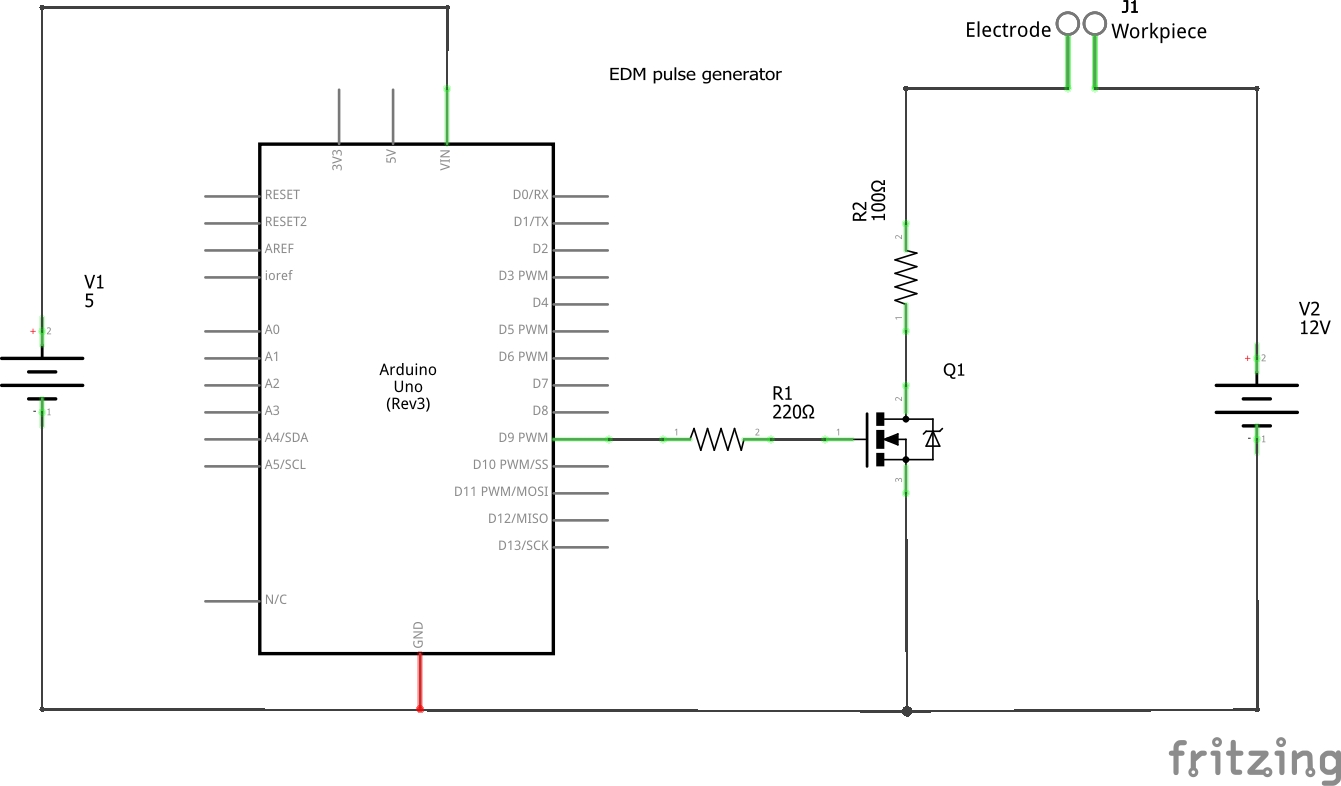 J1
Electrode
Workpiece
EDM pulse generator
3V3
5V
VIN
RESET
RESET2
AREF
ioref
A0
A1
A2
A3
A4/SDA
A5/SCL
N/C
D0/RX
D1/TX
D2
D3 PWM
D4
D5 PWM
D6 PWM
D7
D8
D9 PWM
D10 PWM/SS
D11 PWM/MOSI
D12/MISO
D13/SCK
GND
Arduino
Uno
(Rev3)
V1
5
+ 2
- 1
R1
220Ω
1
2
R2
100Ω
2
1
Q1
2
1
3
V2
12V
+ 2
- 1
fritzing